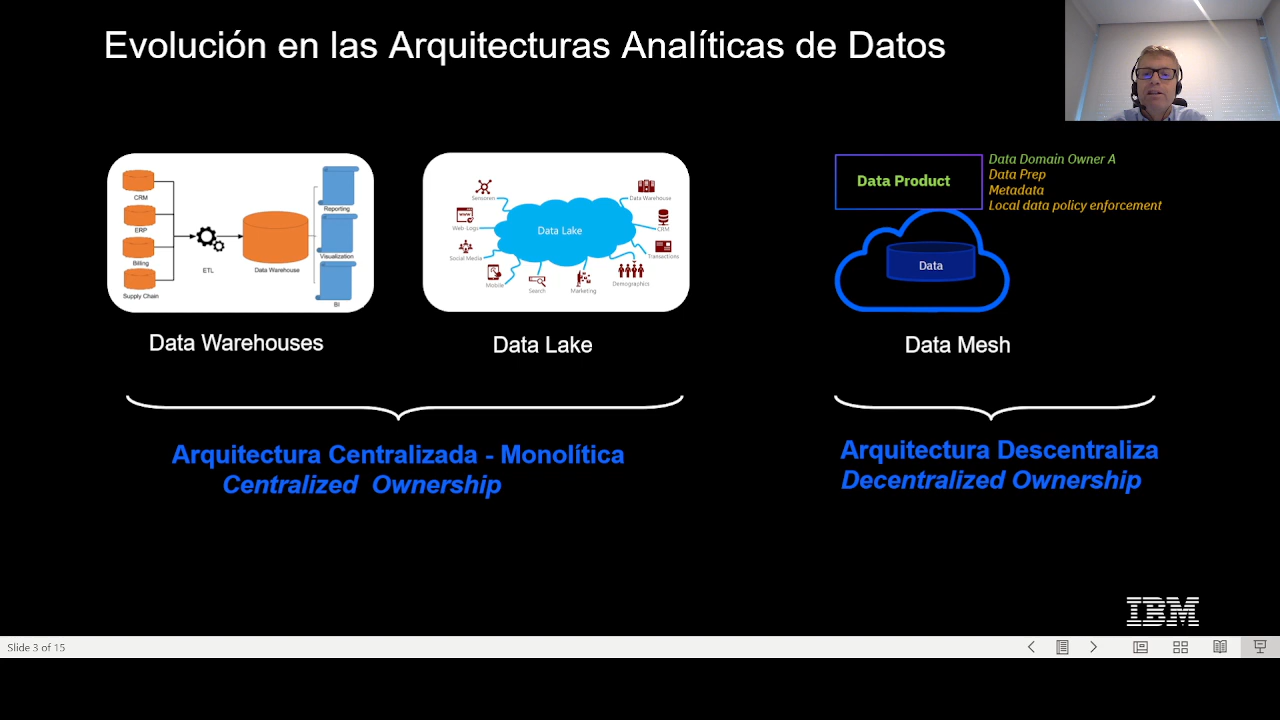 Evolución en las Arquitecturas Analíticas de Datos
CRM
ERP
Billing
Supply Chain
ETL
Data Warehouse
Reporting
Visualization
BI
Data Warehouses
Sensoren
Web Logs
Social Media
Mobile
Search
Marketing
Demographics
Transactions
CRM
Data Warehouse
Data Lake
Data Lake
Data Product
Data Domain Owner A
Data Prep
Metadata
Local data policy enforcement
Data
Data Mesh
Arquitectura Centralizada - Monolítica
Centralized Ownership
Arquitectura Descentraliza
Decentralized Ownership
IBM
Slide 3 of 15